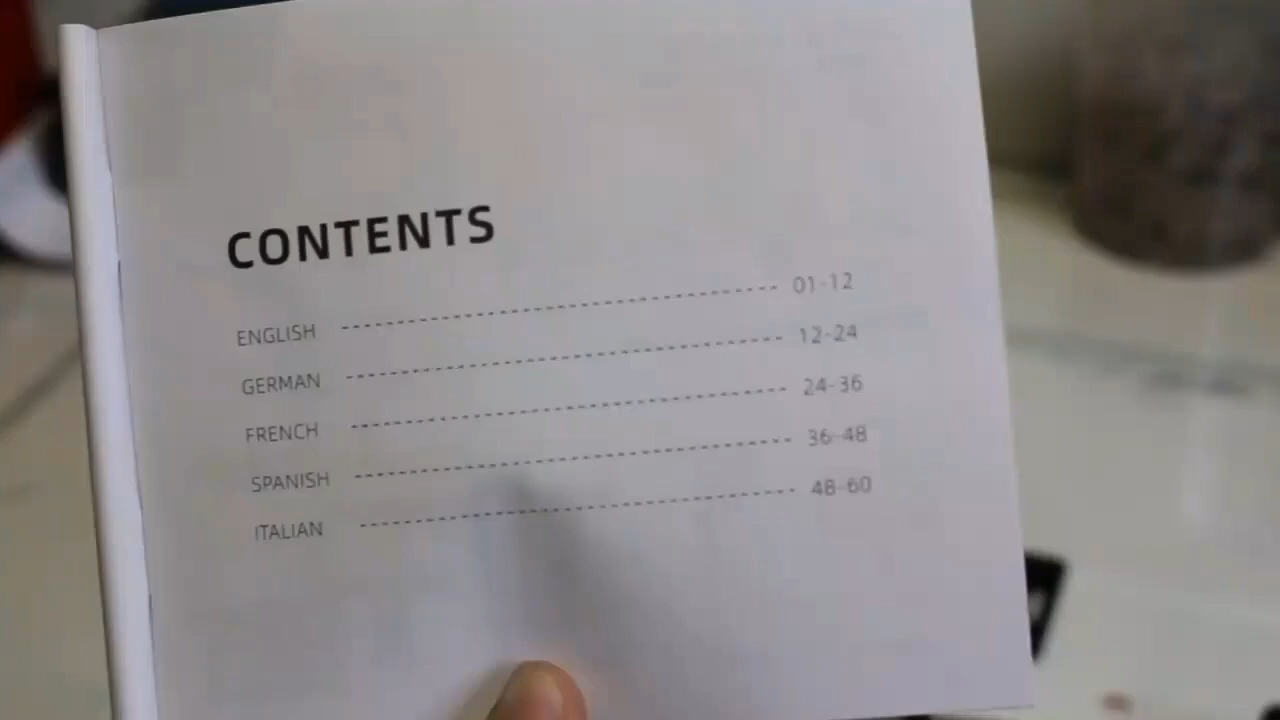 CONTENTS
ENGLISH ------------------------------------------------ 01-12
GERMAN ------------------------------------------------ 12-24
FRENCH ------------------------------------------------ 24-36
SPANISH ------------------------------------------------ 36-48
ITALIAN ------------------------------------------------ 48-60